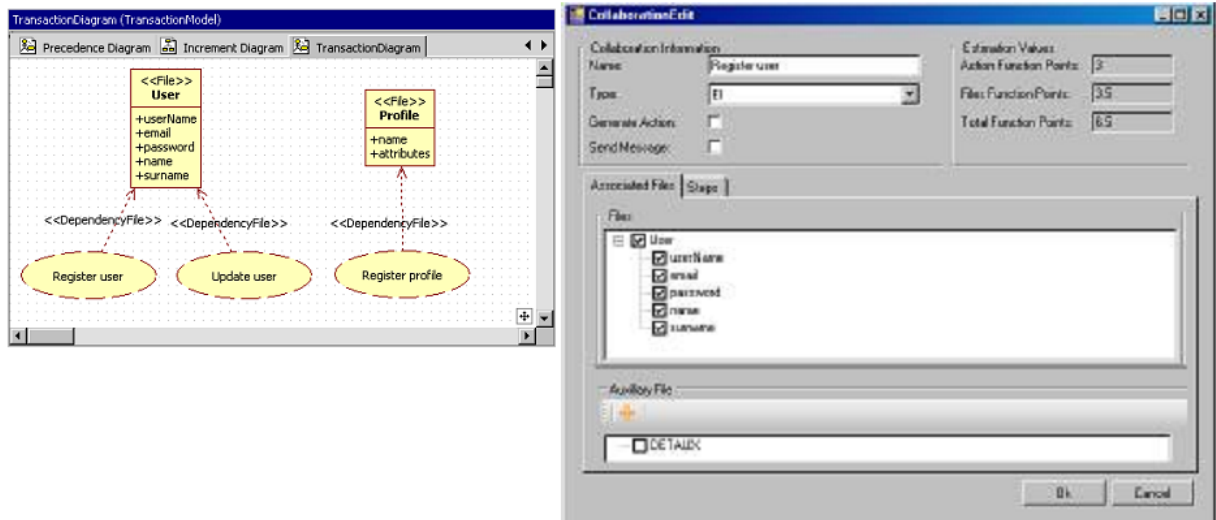 TransactionDiagram (TransactionModel)
Precedence Diagram Increment Diagram TransactionDiagram
<<File>>
User
+userName
+email
+password
+name
+surname
<<File>>
Profile
+name
+attributes
<<DependencyFile>> <<DependencyFile>> <<DependencyFile>>
Register user Update user Register profile
CollaborationEdit
Collaboration Information
Name: Register user
Type: EI
Generate Action:
Send Message:
Estimation Values
Action Function Points: 3
Files Function Points: 3.5
Total Function Points: 6.5
Associated Files Steps
Files
User
userName
email
password
name
surname
Auxiliary File
DETAUX
Ok Cancel